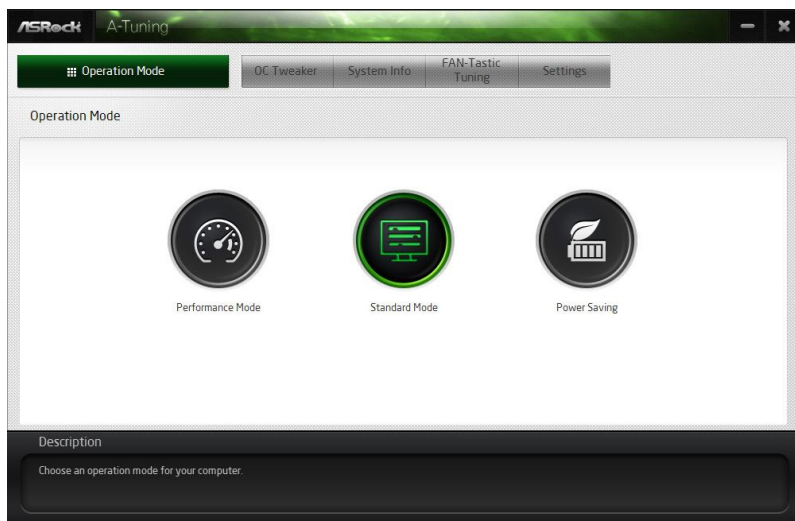 ASRock A-Tuning
Operation Mode OC Tweaker System Info FAN-Tastic Tuning Settings
Operation Mode
Performance Mode Standard Mode Power Saving
Description
Choose an operation mode for your computer.